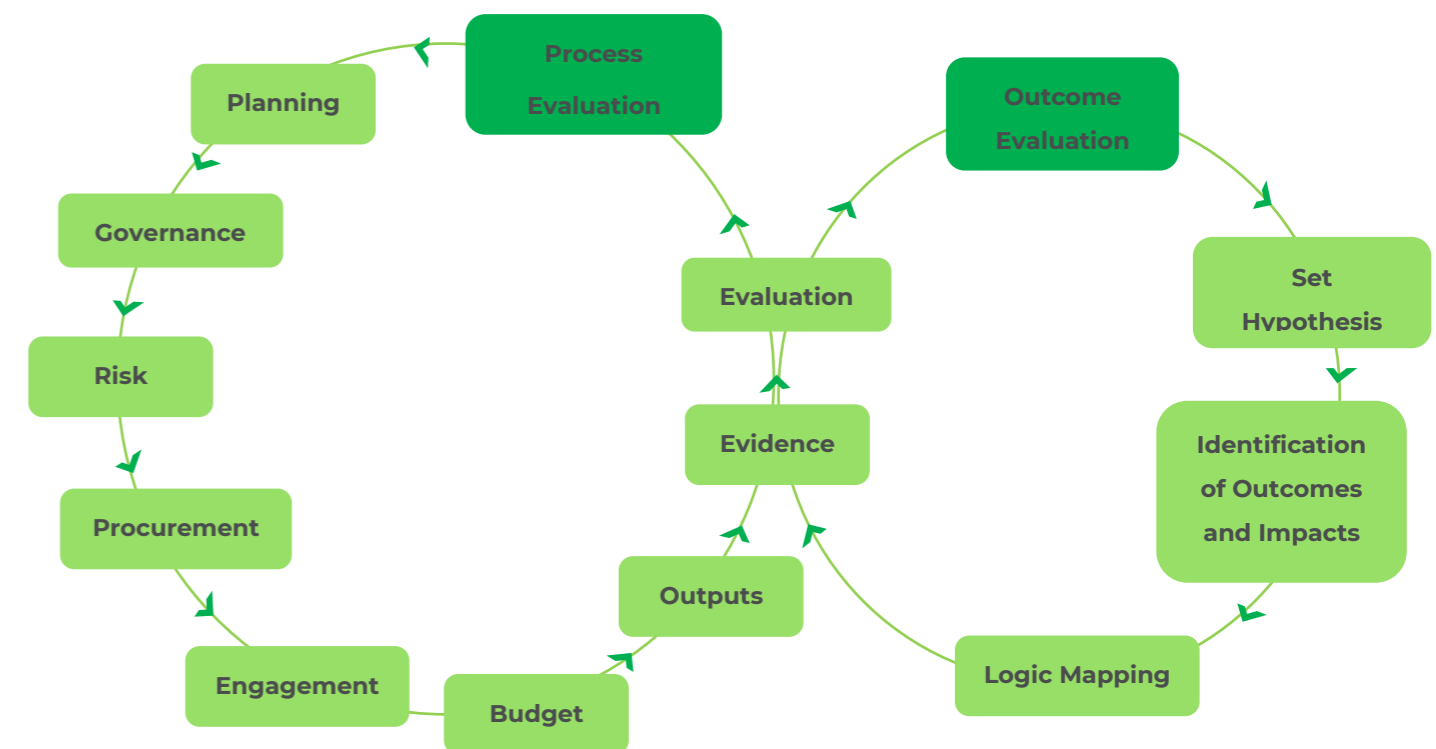 Process
Evaluation
Outcome
Evaluation
Planning
Governance
Evaluation
Set
Hypothesis
Risk
Evidence
Identification
of Outcomes
and Impacts
Procurement
Outputs
Engagement
Budget
Logic Mapping